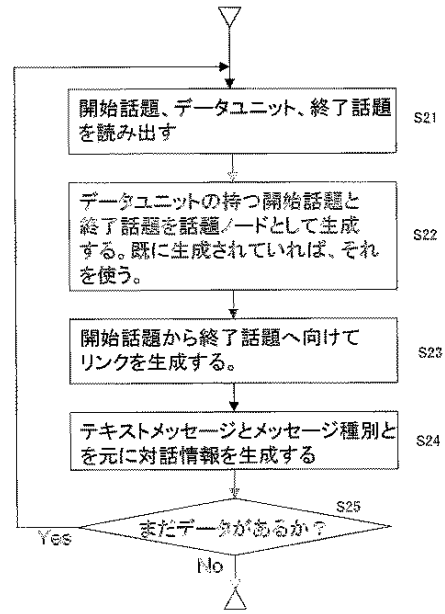 開始話題、データユニット、終了話題
を読み出す
S21
データユニットの持つ開始話題と
終了話題を話題ノードとして生成
する。既に生成されていれば、それ
を使う。
S22
開始話題から終了話題へ向けて
リンクを生成する。
S23
テキストメッセージとメッセージ種別と
を元に対話情報を生成する
S24
S25
まだデータがあるか？
Yes
No